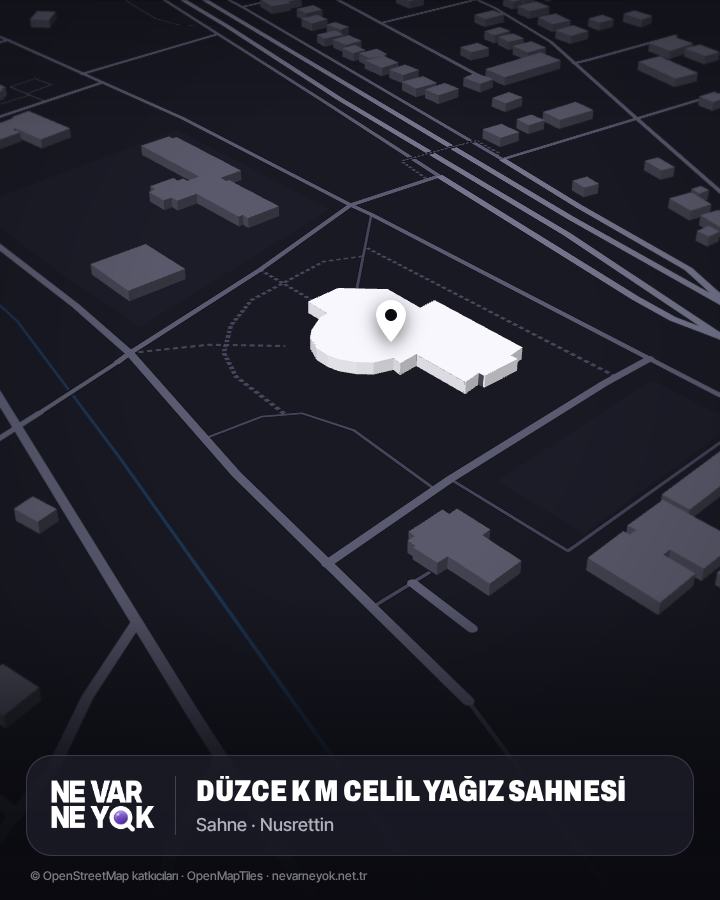 NE VAR
NE YOK
DÜZCE K M CELİL YAĞIZ SAHNESİ
Sahne · Nusrettin
© OpenStreetMap katkıcıları · OpenMapTiles · nevarneyok.net.tr